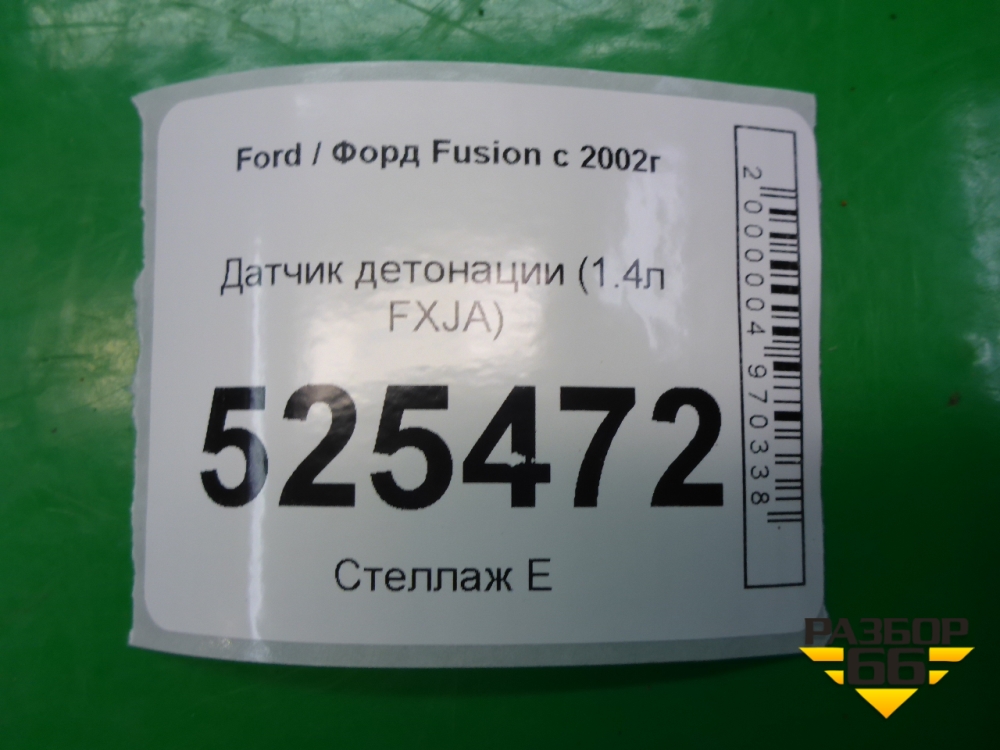 Ford / Форд Fusion с 2002г
Датчик детонации (1.4л
FXJA)
525472
Стеллаж E
2000004970338
РАЗБОР
66